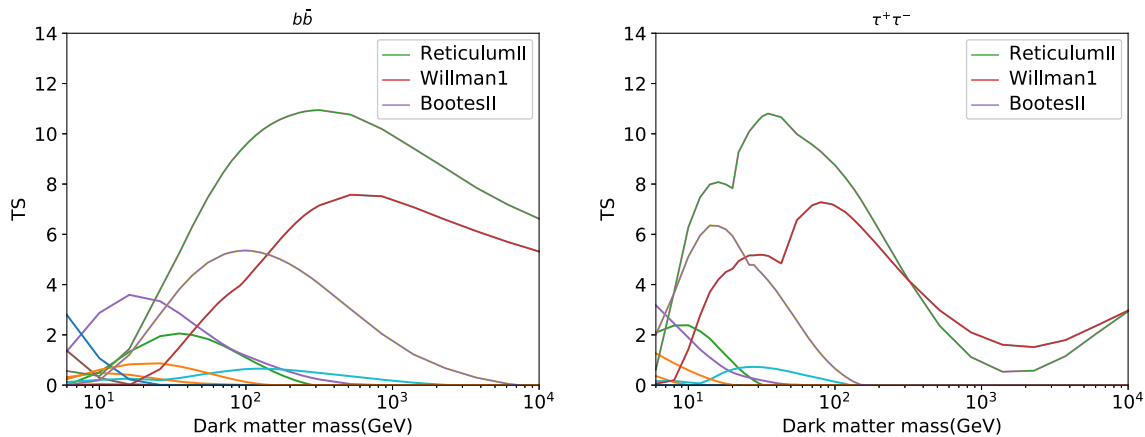 bb̄
14
12
10
8
6
4
2
0
TS
ReticulumII
Willman1
BootesII
10¹
10²
10³
10⁴
Dark matter mass(GeV)
τ⁺τ⁻
14
12
10
8
6
4
2
0
TS
ReticulumII
Willman1
BootesII
10¹
10²
10³
10⁴
Dark matter mass(GeV)